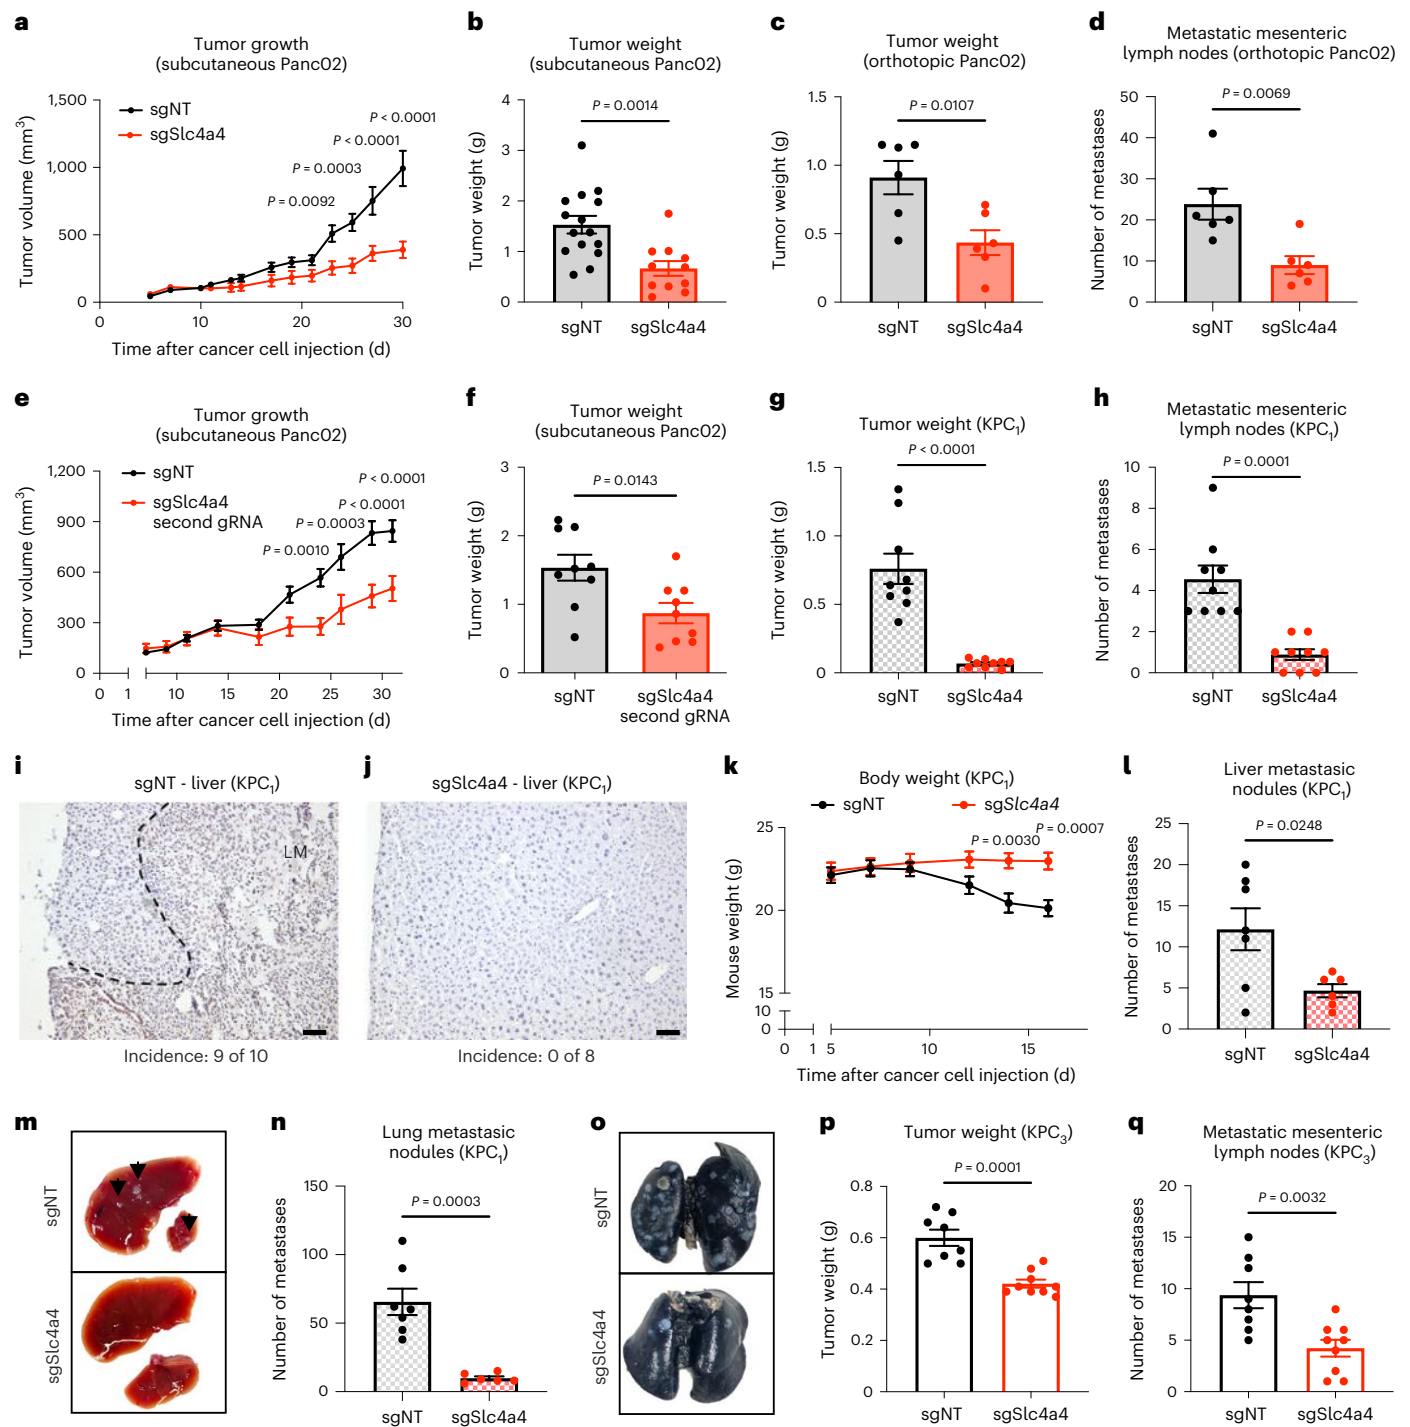 a
Tumor growth
(subcutaneous Panc02)
1,500
1,000
500
0
Tumor volume (mm³)
sgNT
sgSlc4a4
P < 0.0001
P < 0.0001
P = 0.0003
P = 0.0092
0 10 20 30
Time after cancer cell injection (d)
b
Tumor weight
(subcutaneous Panc02)
P = 0.0014
4
3
2
1
0
Tumor weight (g)
sgNT sgSlc4a4
c
Tumor weight
(orthotopic Panc02)
P = 0.0107
1.5
1.0
0.5
0
Tumor weight (g)
sgNT sgSlc4a4
d
Metastatic mesenteric
lymph nodes (orthotopic Panc02)
P = 0.0069
50
40
30
20
10
0
Number of metastases
sgNT sgSlc4a4
e
Tumor growth
(subcutaneous Panc02)
1,200
900
600
300
0
Tumor volume (mm³)
sgNT
sgSlc4a4
second gRNA
P < 0.0001
P < 0.0001
P = 0.0003
P = 0.0010
0 1 10 15 20 25 30
Time after cancer cell injection (d)
f
Tumor weight
(subcutaneous Panc02)
P = 0.0143
3
2
1
0
Tumor weight (g)
sgNT sgSlc4a4
second gRNA
g
Tumor weight (KPC₁)
P < 0.0001
1.5
1.0
0.5
0
Tumor weight (g)
sgNT sgSlc4a4
h
Metastatic mesenteric
lymph nodes (KPC₁)
P = 0.0001
10
8
6
4
2
0
Number of metastases
sgNT sgSlc4a4
i
sgNT - liver (KPC₁)
LM
Incidence: 9 of 10
j
sgSlc4a4 - liver (KPC₁)
Incidence: 0 of 8
k
Body weight (KPC₁)
sgNT sgSlc4a4
P = 0.0007
P = 0.0030
25
20
15
10
0
Mouse weight (g)
0 1 5 10 15
Time after cancer cell injection (d)
l
Liver metastasic
nodules (KPC₁)
P = 0.0248
25
20
15
10
5
0
Number of metastases
sgNT sgSlc4a4
m
sgNT
sgSlc4a4
n
Lung metastasic
nodules (KPC₁)
P = 0.0003
150
100
50
0
Number of metastases
sgNT sgSlc4a4
o
sgNT
sgSlc4a4
p
Tumor weight (KPC₃)
P = 0.0001
0.8
0.6
0.4
0.2
0
Tumor weight (g)
sgNT sgSlc4a4
q
Metastatic mesenteric
lymph nodes (KPC₃)
P = 0.0032
20
15
10
5
0
Number of metastases
sgNT sgSlc4a4